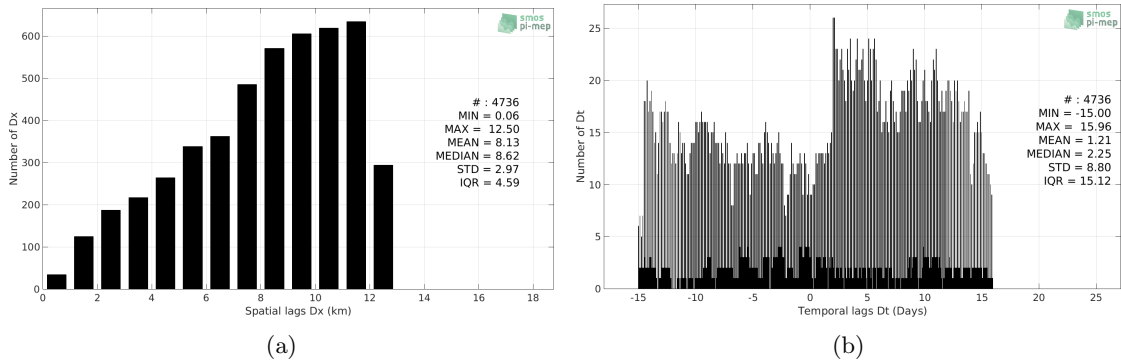 smos
pi-mep
600
500
400
300
200
100
0
Number of Dx
# : 4736
MIN = 0.06
MAX = 12.50
MEAN = 8.13
MEDIAN = 8.62
STD = 2.97
IQR = 4.59
0 2 4 6 8 10 12 14 16 18
Spatial lags Dx (km)
(a)
smos
pi-mep
25
20
15
10
5
0
Number of Dt
# : 4736
MIN = -15.00
MAX = 15.96
MEAN = 1.21
MEDIAN = 2.25
STD = 8.80
IQR = 15.12
-15 -10 -5 0 5 10 15 20 25
Temporal lags Dt (Days)
(b)